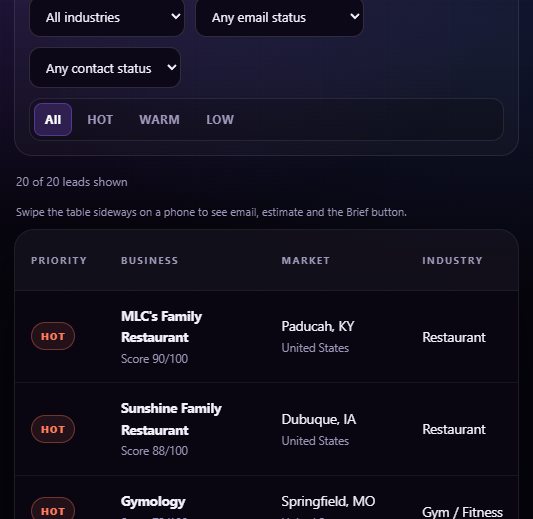 All industries
Any email status
Any contact status
All HOT WARM LOW
20 of 20 leads shown
Swipe the table sideways on a phone to see email, estimate and the Brief button.
PRIORITY BUSINESS MARKET INDUSTRY
HOT
MLC's Family Restaurant
Score 90/100
Paducah, KY
United States
Restaurant
HOT
Sunshine Family Restaurant
Score 88/100
Dubuque, IA
United States
Restaurant
HOT
Gymology
Springfield, MO
Gym / Fitness